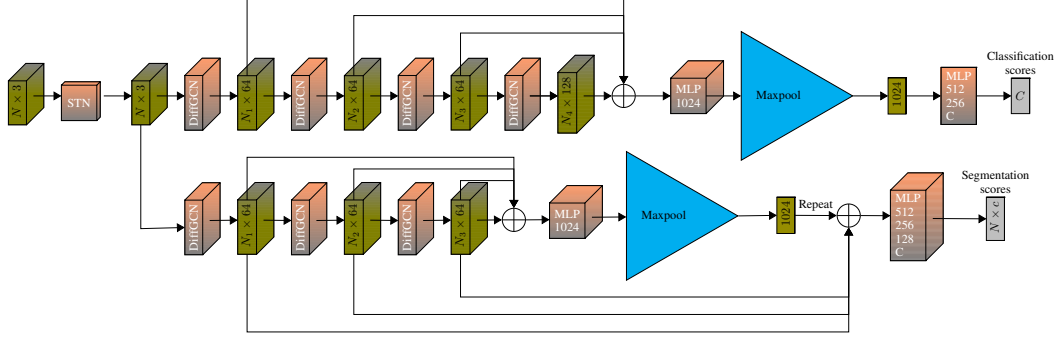 N × 3
STN
N × 3
DiffGCN
N₁ × 64
DiffGCN
N₂ × 64
DiffGCN
N₃ × 64
DiffGCN
N₄ × 128
MLP
1024
Maxpool
1024
MLP
512
256
C
Classification
scores
C
DiffGCN
N₁ × 64
DiffGCN
N₂ × 64
DiffGCN
N₃ × 64
MLP
1024
Maxpool
1024
Repeat
MLP
512
256
128
C
Segmentation
scores
N × c